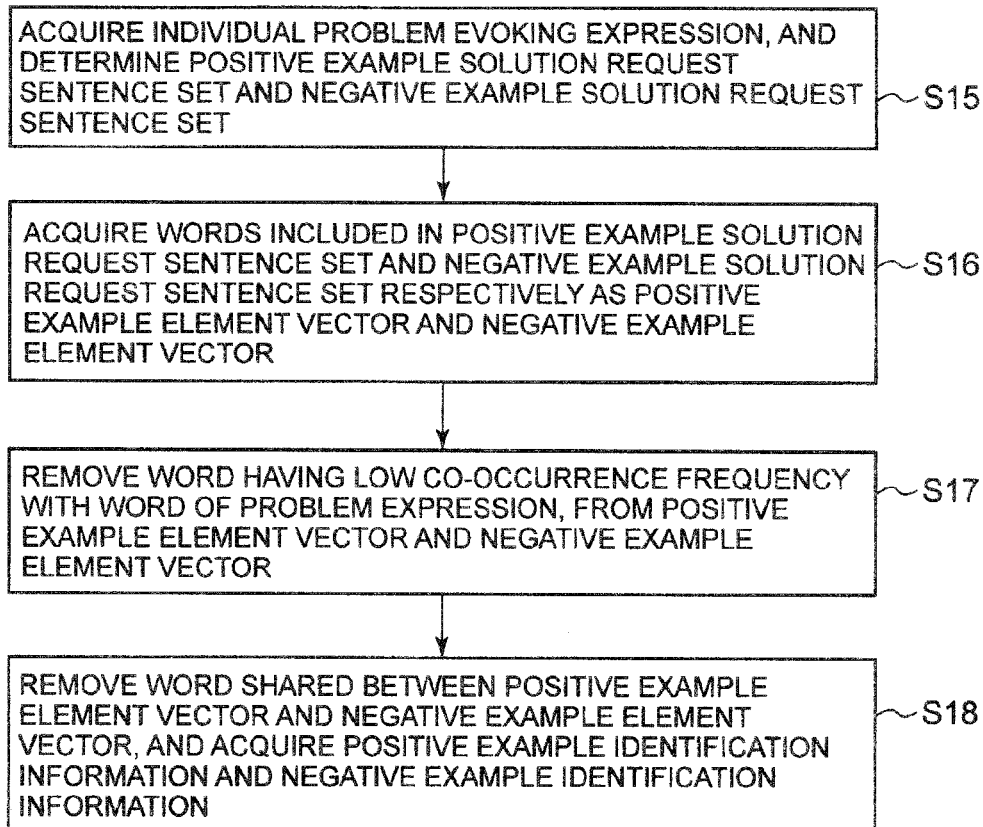 ACQUIRE INDIVIDUAL PROBLEM EVOKING EXPRESSION, AND
DETERMINE POSITIVE EXAMPLE SOLUTION REQUEST
SENTENCE SET AND NEGATIVE EXAMPLE SOLUTION REQUEST
SENTENCE SET
S15
ACQUIRE WORDS INCLUDED IN POSITIVE EXAMPLE SOLUTION
REQUEST SENTENCE SET AND NEGATIVE EXAMPLE SOLUTION
REQUEST SENTENCE SET RESPECTIVELY AS POSITIVE
EXAMPLE ELEMENT VECTOR AND NEGATIVE EXAMPLE
ELEMENT VECTOR
S16
REMOVE WORD HAVING LOW CO-OCCURRENCE FREQUENCY
WITH WORD OF PROBLEM EXPRESSION, FROM POSITIVE
EXAMPLE ELEMENT VECTOR AND NEGATIVE EXAMPLE
ELEMENT VECTOR
S17
REMOVE WORD SHARED BETWEEN POSITIVE EXAMPLE
ELEMENT VECTOR AND NEGATIVE EXAMPLE ELEMENT
VECTOR, AND ACQUIRE POSITIVE EXAMPLE IDENTIFICATION
INFORMATION AND NEGATIVE EXAMPLE IDENTIFICATION
INFORMATION
S18